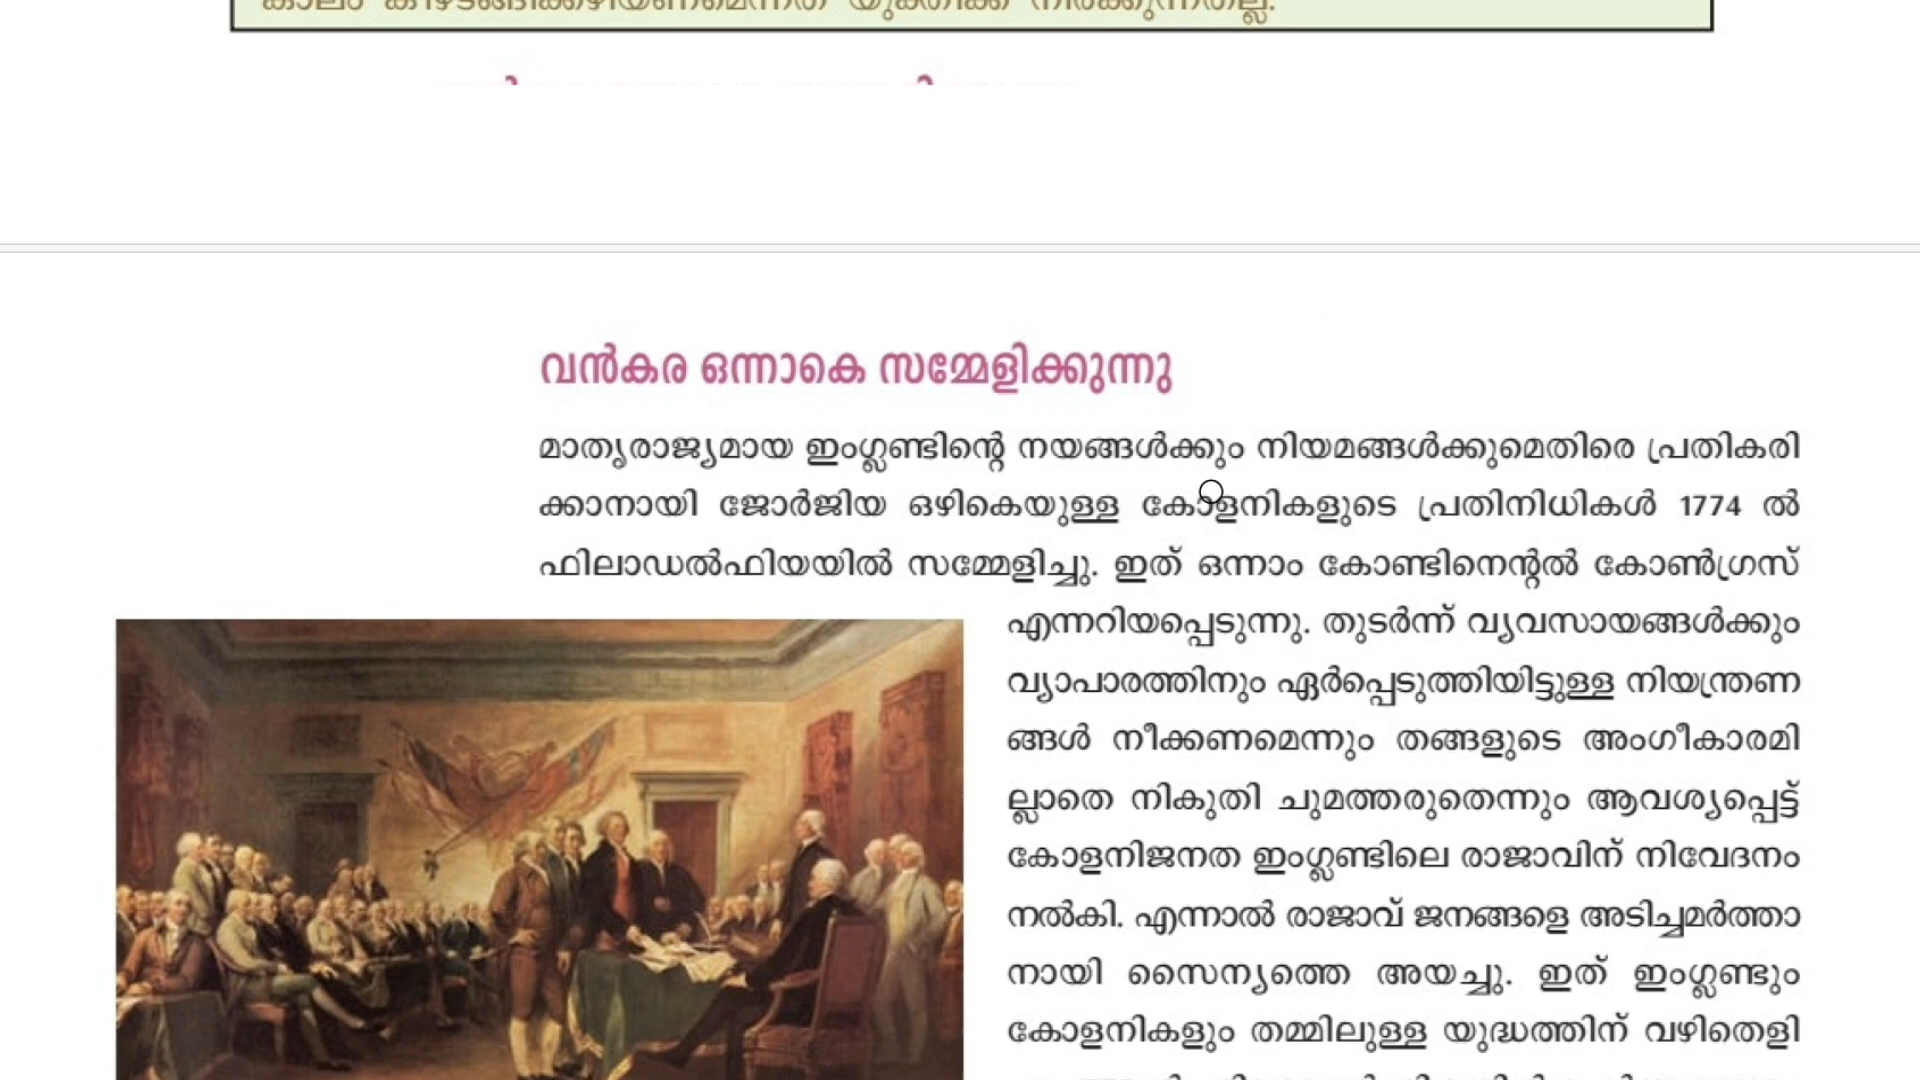 വൻകര ഒന്നാകെ സമ്മേളിക്കുന്നു
മാതൃരാജ്യമായ ഇംഗ്ലണ്ടിന്റെ നയങ്ങൾക്കും നിയമങ്ങൾക്കുമെതിരെ പ്രതികരി
ക്കാനായി ജോർജിയ ഒഴികെയുള്ള കോളനികളുടെ പ്രതിനിധികൾ 1774 ൽ
ഫിലാഡൽഫിയയിൽ സമ്മേളിച്ചു. ഇത് ഒന്നാം കോണ്ടിനെന്റൽ കോൺഗ്രസ്
എന്നറിയപ്പെടുന്നു. തുടർന്ന് വ്യവസായങ്ങൾക്കും
വ്യാപാരത്തിനും ഏർപ്പെടുത്തിയിട്ടുള്ള നിയന്ത്രണ
ങ്ങൾ നീക്കണമെന്നും തങ്ങളുടെ അംഗീകാരമി
ല്ലാതെ നികുതി ചുമത്തരുതെന്നും ആവശ്യപ്പെട്ട്
കോളനിജനത ഇംഗ്ലണ്ടിലെ രാജാവിന് നിവേദനം
നൽകി. എന്നാൽ രാജാവ് ജനങ്ങളെ അടിച്ചമർത്താ
നായി സൈന്യത്തെ അയച്ചു. ഇത് ഇംഗ്ലണ്ടും
കോളനികളും തമ്മിലുള്ള യുദ്ധത്തിന് വഴിതെളി